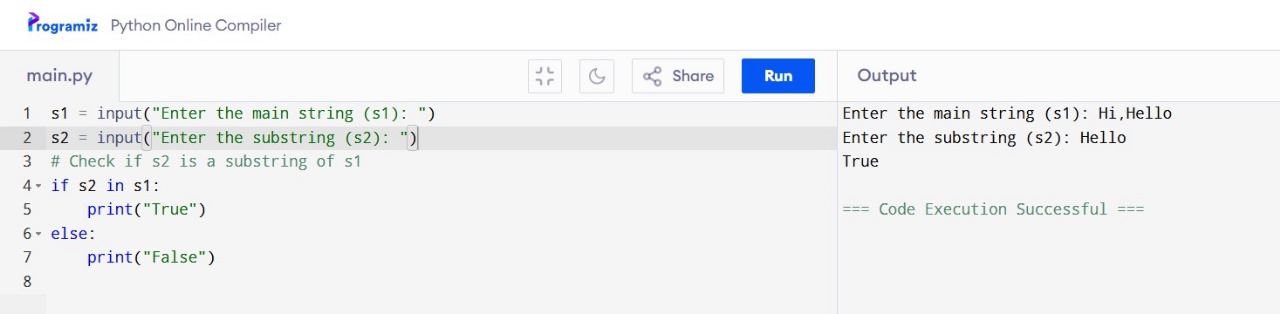 Programiz Python Online Compiler
main.py Share Run Output
1 s1 = input("Enter the main string (s1): ")
2 s2 = input("Enter the substring (s2): ")
3 # Check if s2 is a substring of s1
4 if s2 in s1:
5     print("True")
6 else:
7     print("False")
8
Enter the main string (s1): Hi,Hello
Enter the substring (s2): Hello
True
=== Code Execution Successful ===